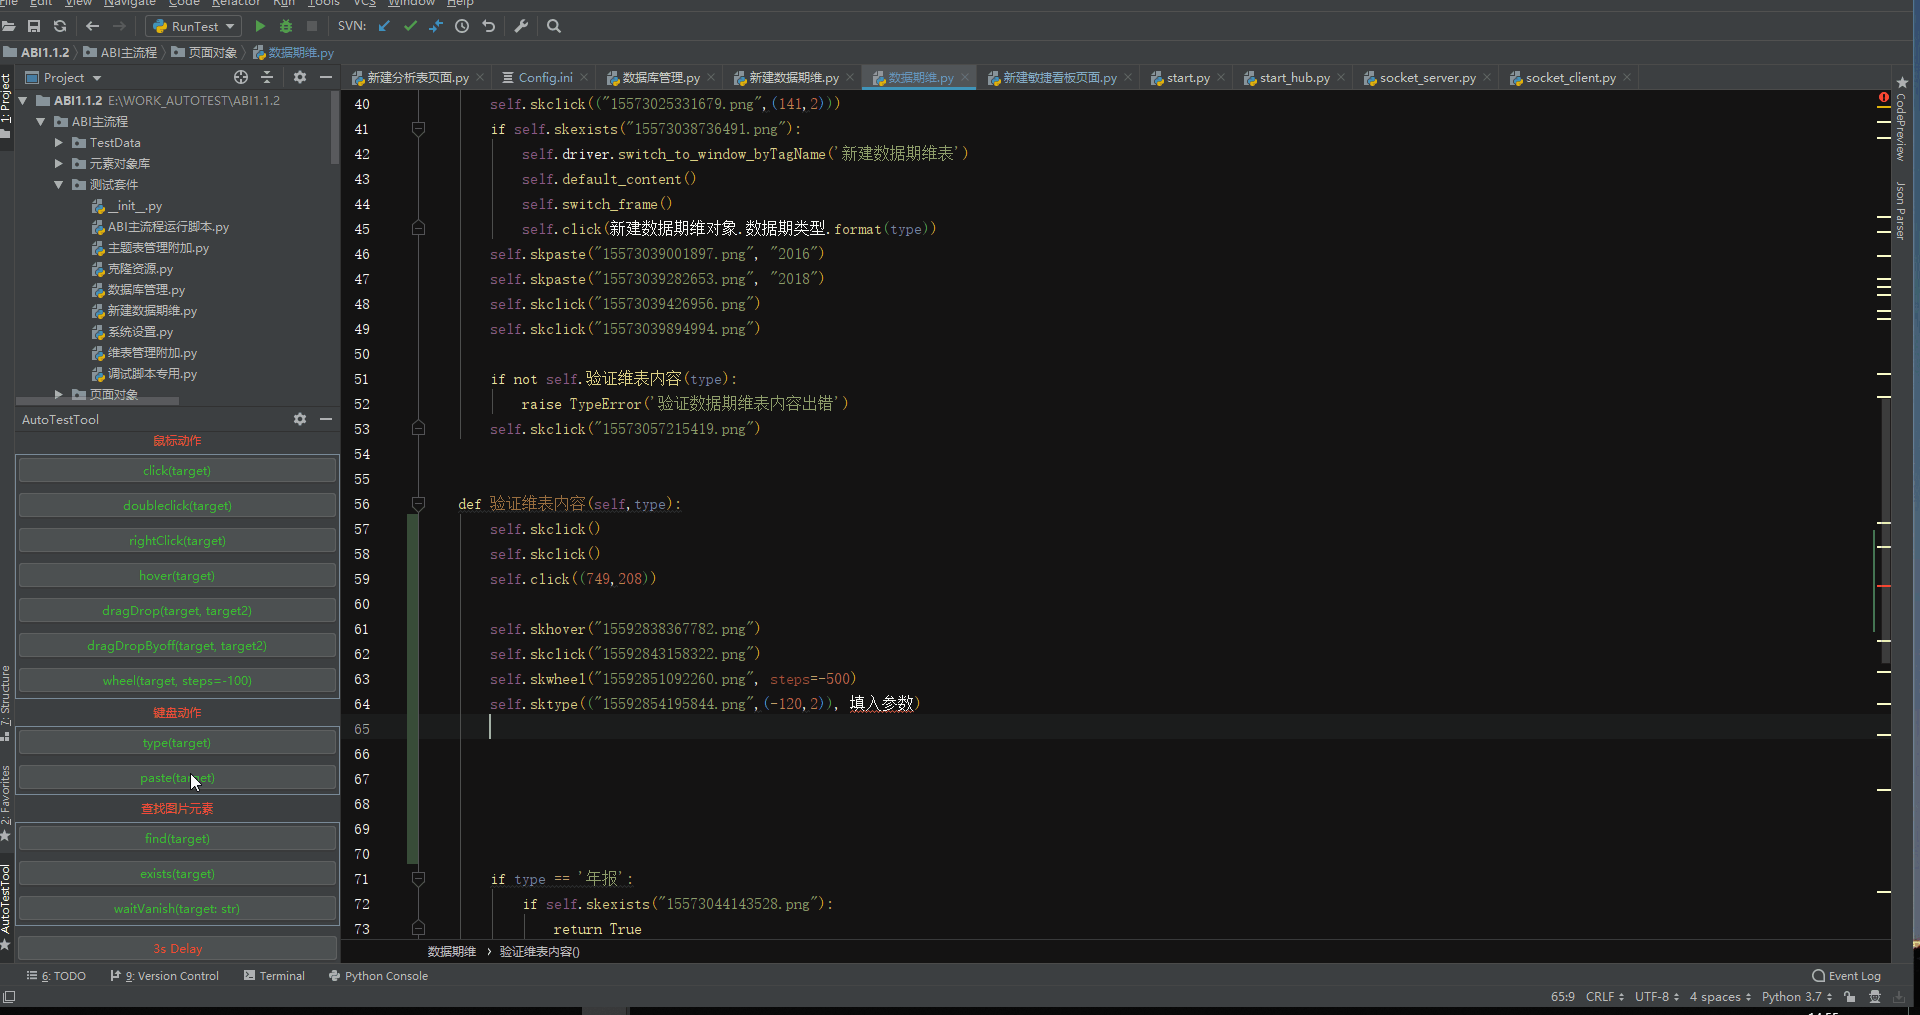 File Edit View Navigate Code Refactor Run Tools VCS Window Help
RunTest SVN:
ABI1.1.2 ABI主流程 页面对象 数据期维.py
Project
新建分析表页面.py Config.ini 数据库管理.py 新建数据期维.py 数据期维.py 新建敏捷看板页面.py start.py start_hub.py socket_server.py socket_client.py
1: Project
7: Structure
2: Favorites
AutoTestTool
ABI1.1.2 E:\WORK_AUTOTEST\ABI1.1.2
ABI主流程
TestData
元素对象库
测试套件
__init__.py
ABI主流程运行脚本.py
主题表管理附加.py
克隆资源.py
数据库管理.py
新建数据期维.py
系统设置.py
维表管理附加.py
调试脚本专用.py
页面对象
AutoTestTool
鼠标动作
click(target)
doubleclick(target)
rightClick(target)
hover(target)
dragDrop(target, target2)
dragDropByoff(target, target2)
wheel(target, steps=-100)
键盘动作
type(target)
paste(target)
查找图片元素
find(target)
exists(target)
waitVanish(target: str)
3s Delay
40 self.skclick(("15573025331679.png",(141,2)))
41 if self.skexists("15573038736491.png"):
42 self.driver.switch_to_window_byTagName('新建数据期维表')
43 self.default_content()
44 self.switch_frame()
45 self.click(新建数据期维对象.数据期类型.format(type))
46 self.skpaste("15573039001897.png", "2016")
47 self.skpaste("15573039282653.png", "2018")
48 self.skclick("15573039426956.png")
49 self.skclick("15573039894994.png")
50
51 if not self.验证维表内容(type):
52 raise TypeError('验证数据期维表内容出错')
53 self.skclick("15573057215419.png")
54
55
56 def 验证维表内容(self,type):
57 self.skclick()
58 self.skclick()
59 self.click((749,208))
60
61 self.skhover("15592838367782.png")
62 self.skclick("15592843158322.png")
63 self.skwheel("15592851092260.png", steps=-500)
64 self.sktype(("15592854195844.png",(-120,2)), 填入参数)
65
66
67
68
69
70
71 if type == '年报':
72 if self.skexists("15573044143528.png"):
73 return True
数据期维 › 验证维表内容()
CodePreview
Json Parser
6: TODO 9: Version Control Terminal Python Console Event Log
65:9 CRLF UTF-8 4 spaces Python 3.7